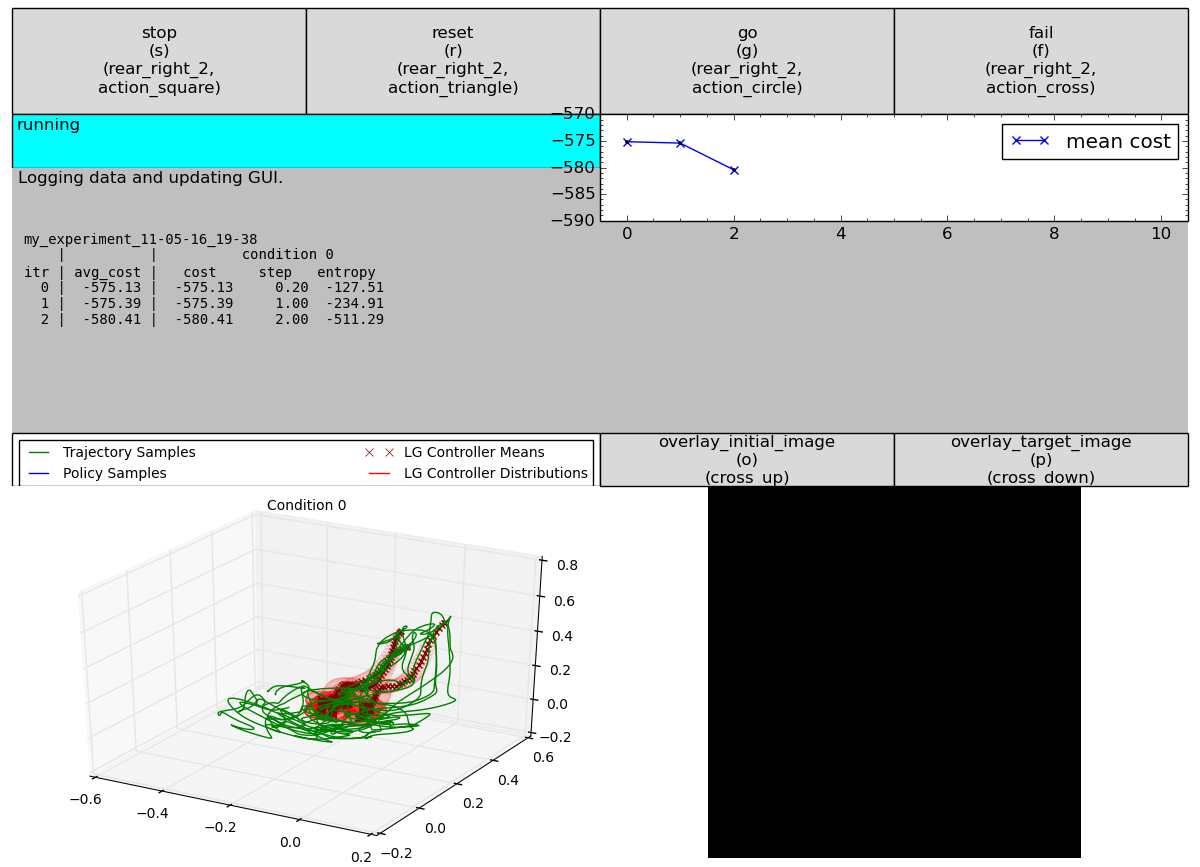 stop
(s)
(rear_right_2,
action_square)
reset
(r)
(rear_right_2,
action_triangle)
go
(g)
(rear_right_2,
action_circle)
fail
(f)
(rear_right_2,
action_cross)
running
Logging data and updating GUI.
−570
−575
−580
−585
−590
mean cost
0 2 4 6 8 10
my_experiment_11-05-16_19-38
| | condition 0
itr | avg_cost | cost step entropy
0 | -575.13 | -575.13 0.20 -127.51
1 | -575.39 | -575.39 1.00 -234.91
2 | -580.41 | -580.41 2.00 -511.29
Trajectory Samples
Policy Samples
LG Controller Means
LG Controller Distributions
overlay_initial_image
(o)
(cross_up)
overlay_target_image
(p)
(cross_down)
Condition 0
0.8
0.6
0.4
0.2
0.0
−0.2
0.6
0.4
0.2
0.0
−0.2
−0.6
−0.4
−0.2
0.0
0.2